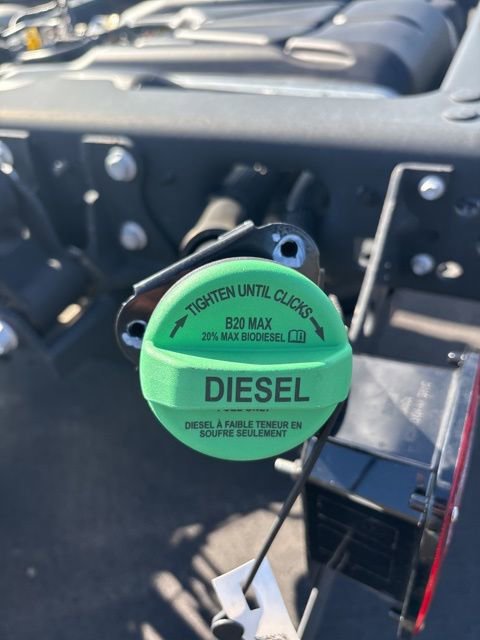 TIGHTEN UNTIL CLICKS
B20 MAX
20% MAX BIODIESEL
DIESEL
DIESEL À FAIBLE TENEUR EN
SOUFRE SEULEMENT